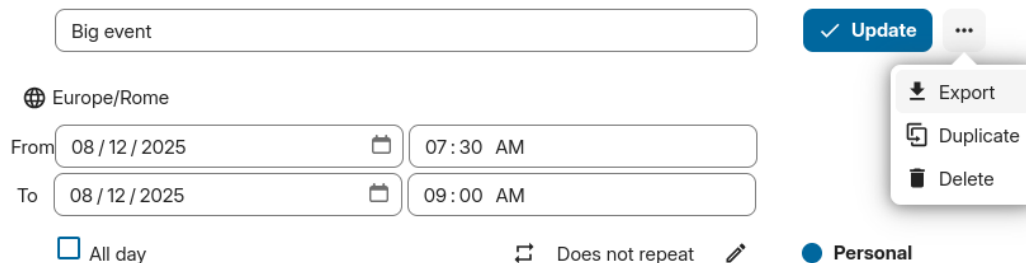 Big event
Update
Europe/Rome
Export
Duplicate
Delete
From 08/12/2025 07:30 AM
To 08/12/2025 09:00 AM
All day Does not repeat Personal